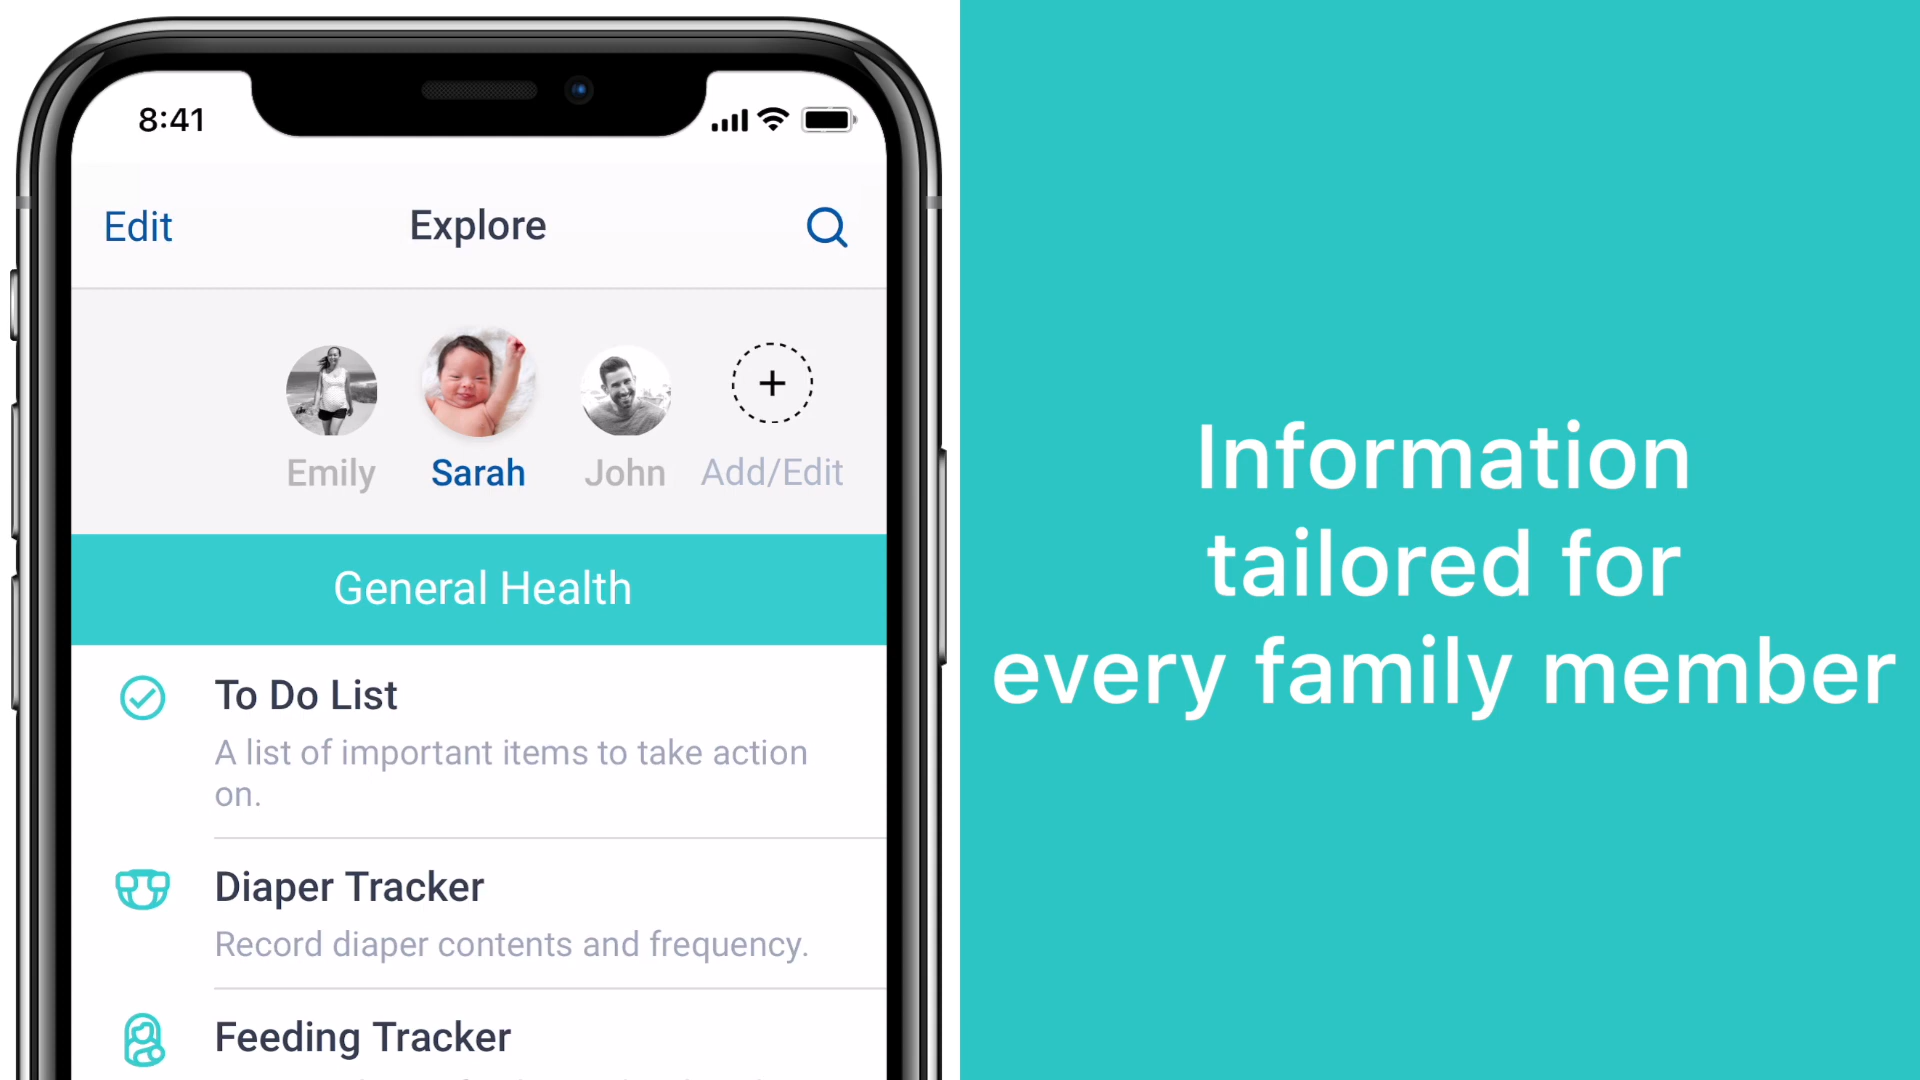 8:41
Edit
Explore
Emily
Sarah
John
Add/Edit
General Health
To Do List
A list of important items to take action
on.
Diaper Tracker
Record diaper contents and frequency.
Feeding Tracker
Information
tailored for
every family member